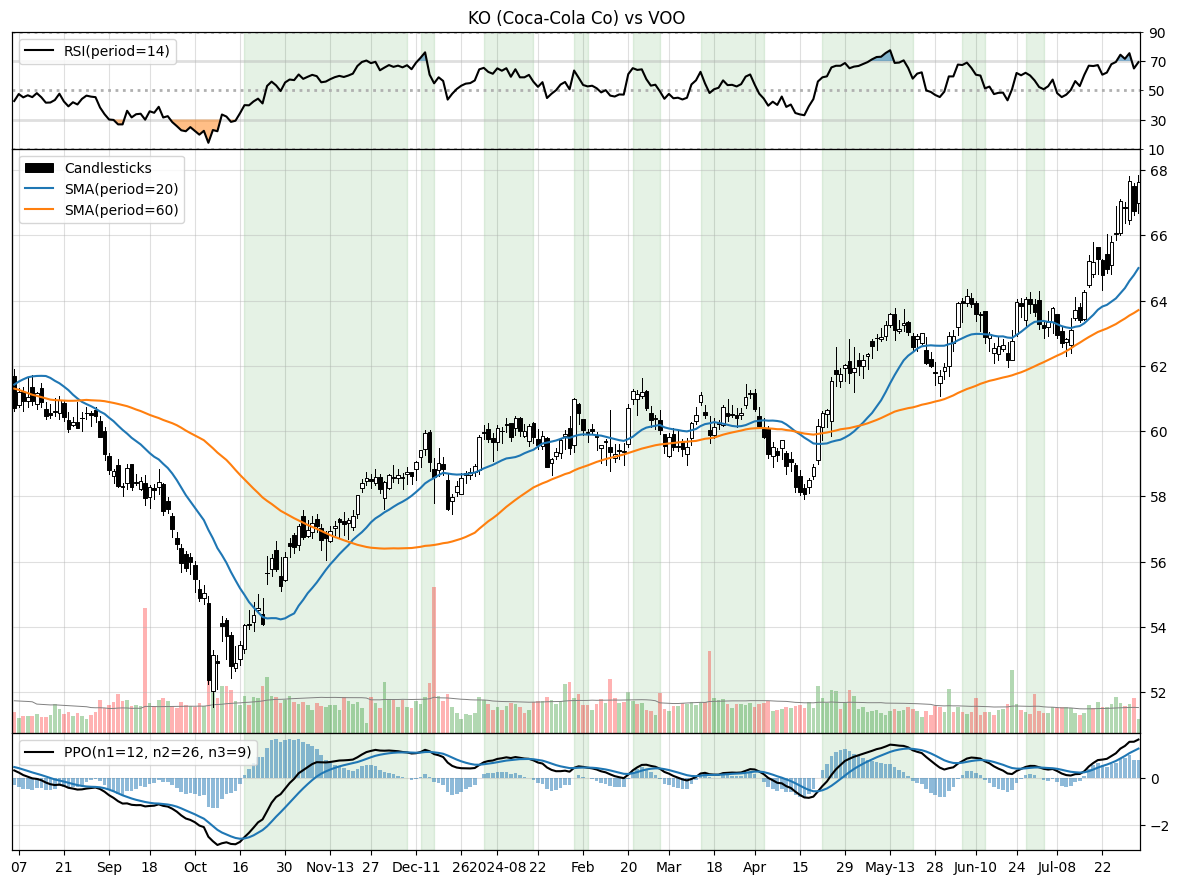 KO (Coca-Cola Co) vs VOO
RSI(period=14)
90
70
50
30
10
Candlesticks
SMA(period=20)
SMA(period=60)
68
66
64
62
60
58
56
54
52
PPO(n1=12, n2=26, n3=9)
0
−2
07 21 Sep 18 Oct 16 30 Nov-13 27 Dec-11 26 2024-08 22 Feb 20 Mar 18 Apr 15 29 May-13 28 Jun-10 24 Jul-08 22